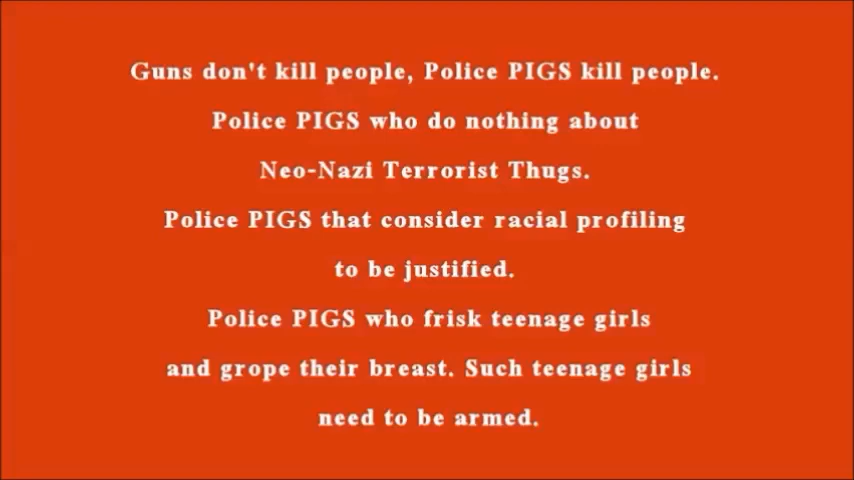 Guns don't kill people, Police PIGS kill people.
Police PIGS who do nothing about
Neo-Nazi Terrorist Thugs.
Police PIGS that consider racial profiling
to be justified.
Police PIGS who frisk teenage girls
and grope their breast. Such teenage girls
need to be armed.